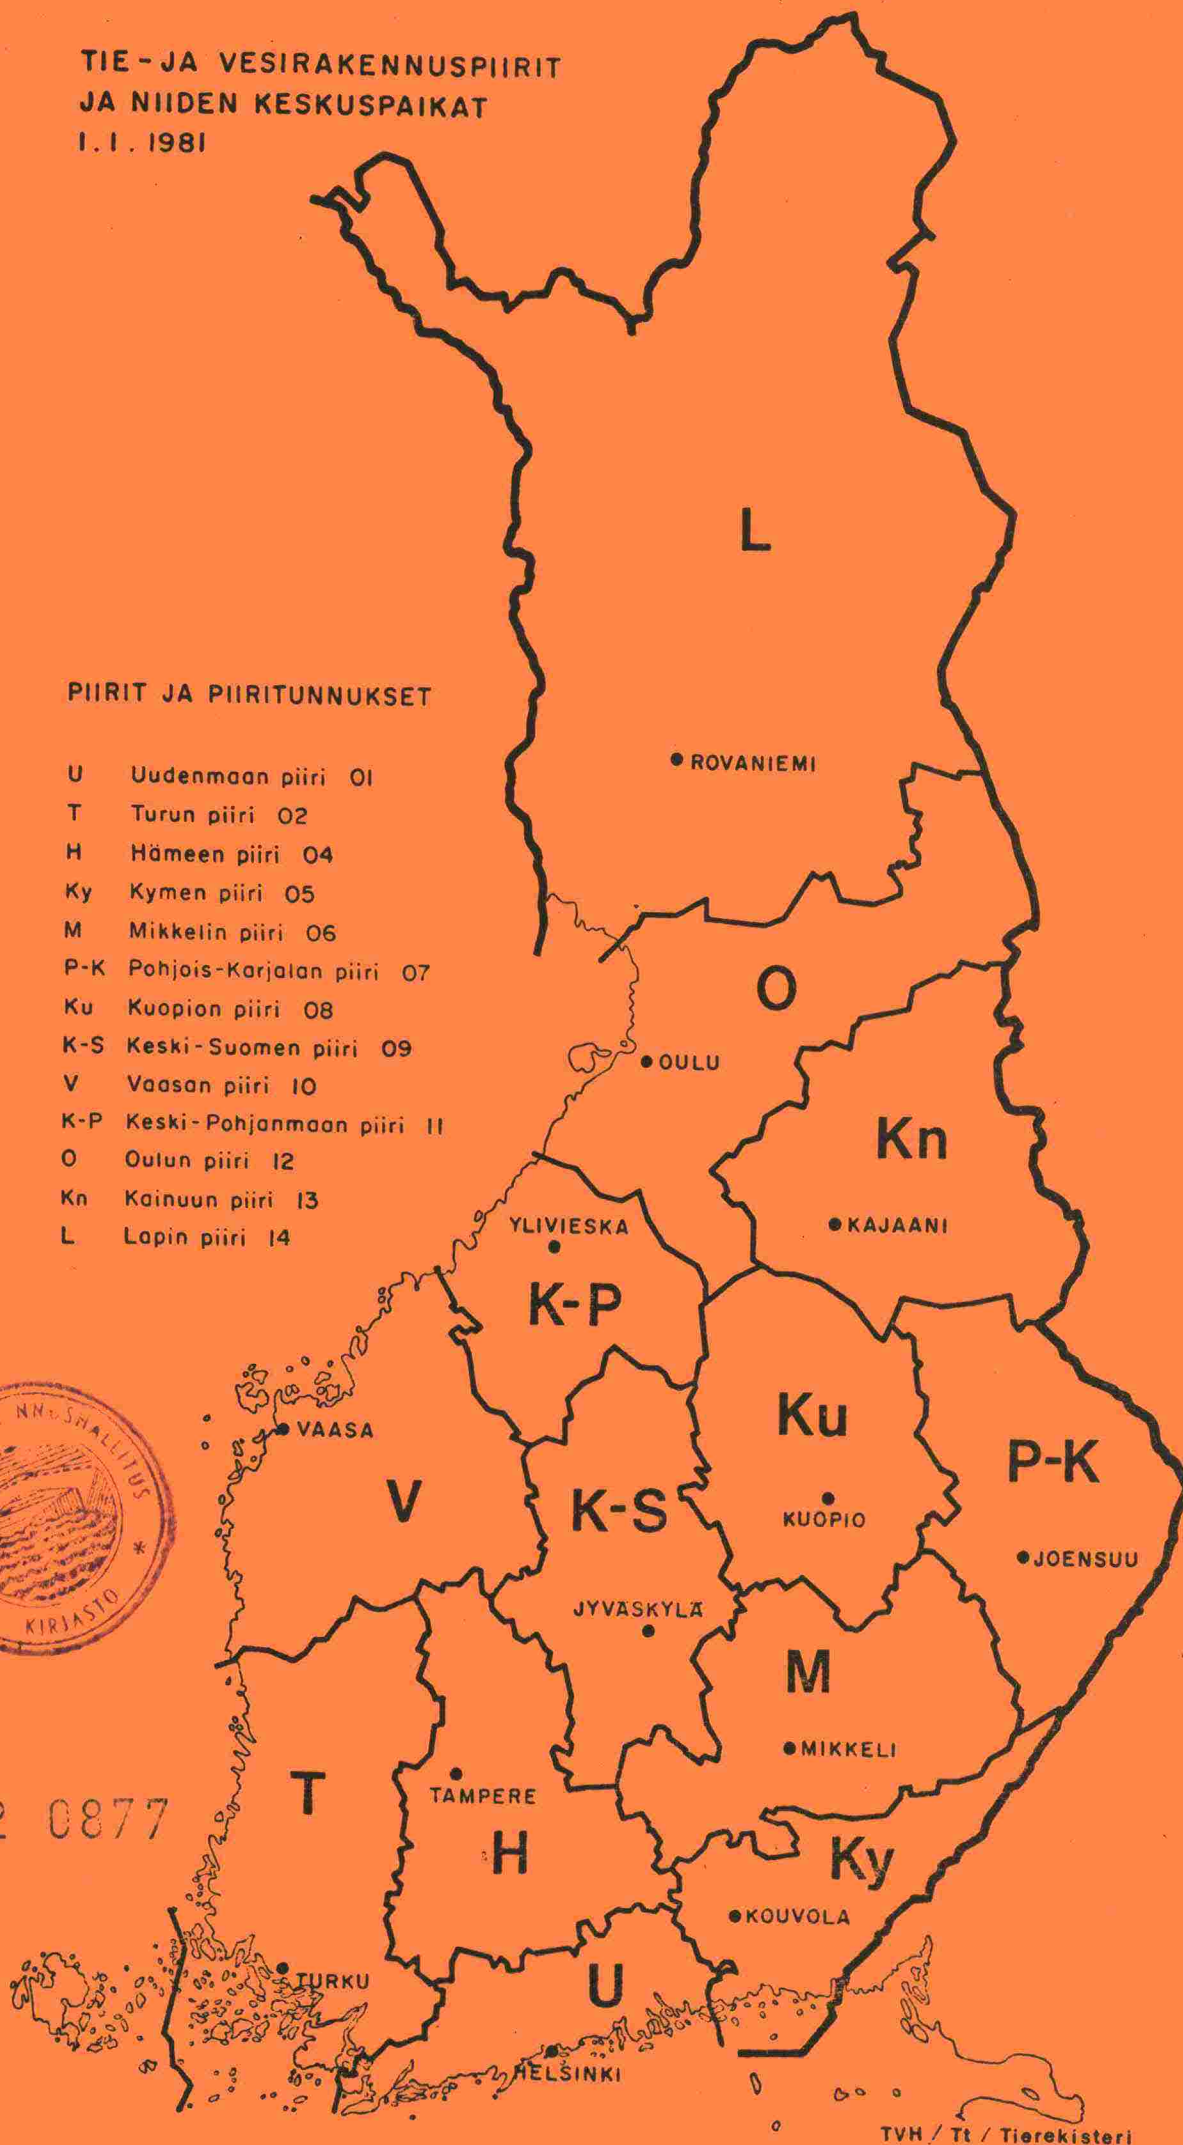 TIE-JA VESIRAKENNUSPIIRIT
JA NIIDEN KESKUSPAIKAT
1.1.1981
L
PIIRIT JA PIIRITUNNUKSET
ROVANIEMI
U Uudenmaan piiri 01
T Turun piiri 02
H Hämeen piiri 04
Ky Kymen piiri 05
M Mikkelin piiri 06
P-K Pohjois-Karjalan piiri 07
Ku Kuopion piiri 08
K-S Keski-Suomen piiri 09
V Vaasan piiri 10
K-P Keski-Pohjanmaan piiri 11
O Oulun piiri 12
Kn Kainuun piiri 13
L Lapin piiri 14
O
OULU
Kn
KAJAANI
YLIVIESKA
K-P
VAASA
V
K-S
JYVÄSKYLÄ
Ku
KUOPIO
P-K
JOENSUU
M
MIKKELI
T
TAMPERE
H
Ky
KOUVOLA
TURKU
U
HELSINKI
KIRJASTO
0877
TVH / Tt / Tierekisteri